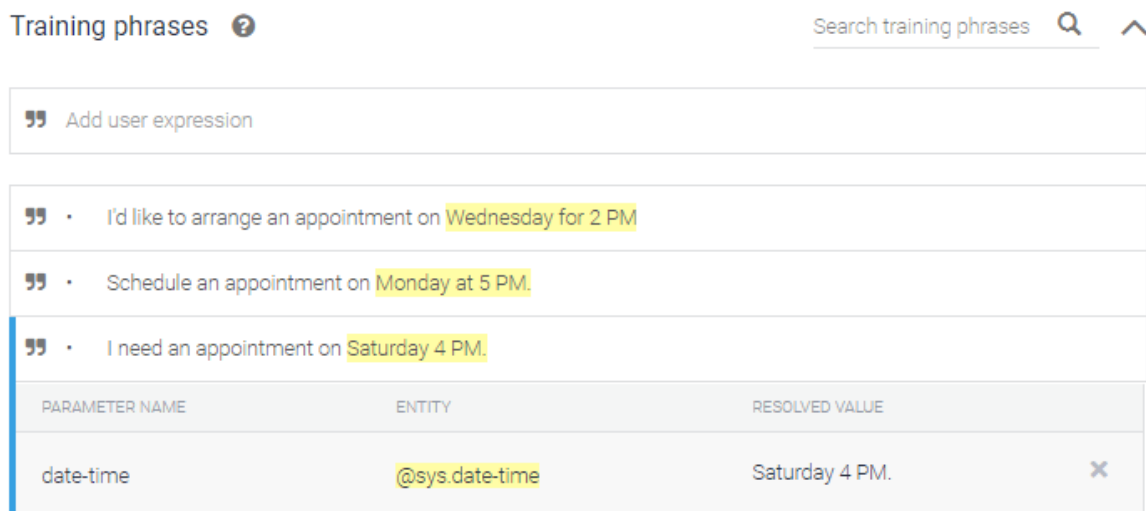 Training phrases ?
Search training phrases
Add user expression
I'd like to arrange an appointment on Wednesday for 2 PM
Schedule an appointment on Monday at 5 PM.
I need an appointment on Saturday 4 PM.
PARAMETER NAME ENTITY RESOLVED VALUE
date-time @sys.date-time Saturday 4 PM.